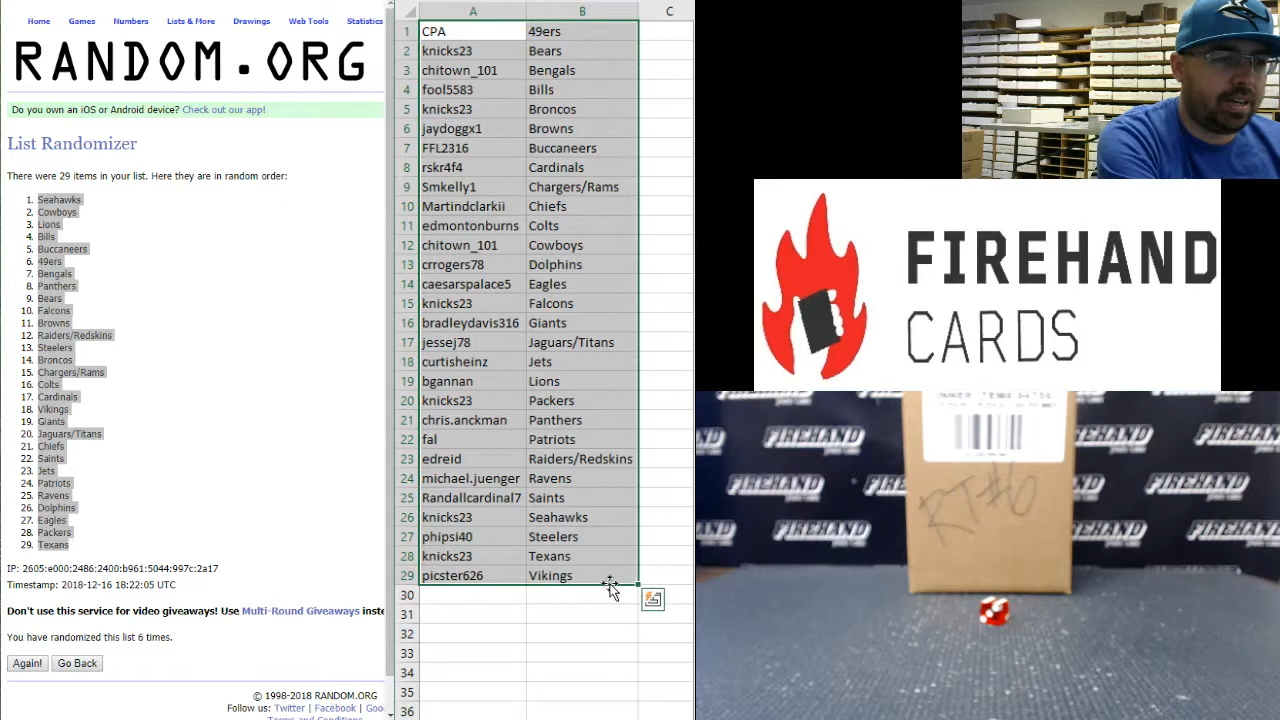 Home Games Numbers Lists & More Drawings Web Tools Statistics
RANDOM.ORG
Do you own an iOS or Android device? Check out our app!
List Randomizer
There were 29 items in your list. Here they are in random order:
1. Seahawks
2. Cowboys
3. Lions
4. Bills
5. Buccaneers
6. 49ers
7. Bengals
8. Panthers
9. Bears
10. Falcons
11. Browns
12. Raiders/Redskins
13. Steelers
14. Broncos
15. Chargers/Rams
16. Colts
17. Cardinals
18. Vikings
19. Giants
20. Jaguars/Titans
21. Chiefs
22. Saints
23. Jets
24. Patriots
25. Ravens
26. Dolphins
27. Eagles
28. Packers
29. Texans
IP: 2605:e000:2486:2400:b961:5044:997c:2a17
Timestamp: 2018-12-16 18:22:05 UTC
Don't use this service for video giveaways! Use Multi-Round Giveaways inste
You have randomized this list 6 times.
Again! Go Back
© 1998-2018 RANDOM.ORG
Follow us: Twitter | Facebook | Goo
Terms and Conditions
A B C
1 CPA 49ers
2 knicks23 Bears
3 chitown_101 Bengals
4 fool5583 Bills
5 knicks23 Broncos
6 jaydoggx1 Browns
7 FFL2316 Buccaneers
8 rskr4f4 Cardinals
9 Smkelly1 Chargers/Rams
10 Martindclarkii Chiefs
11 edmontonburns Colts
12 chitown_101 Cowboys
13 crrogers78 Dolphins
14 caesarspalace5 Eagles
15 knicks23 Falcons
16 bradleydavis316 Giants
17 jessej78 Jaguars/Titans
18 curtisheinz Jets
19 bgannan Lions
20 knicks23 Packers
21 chris.anckman Panthers
22 fal Patriots
23 edreid Raiders/Redskins
24 michael.juenger Ravens
25 Randallcardinal7 Saints
26 knicks23 Seahawks
27 phipsi40 Steelers
28 knicks23 Texans
29 picster626 Vikings
30
31
32
33
34
35
36
FIREHAND
CARDS
RT#6
FIREHAND
FIREHAND
FIREHAND
FIREHAND